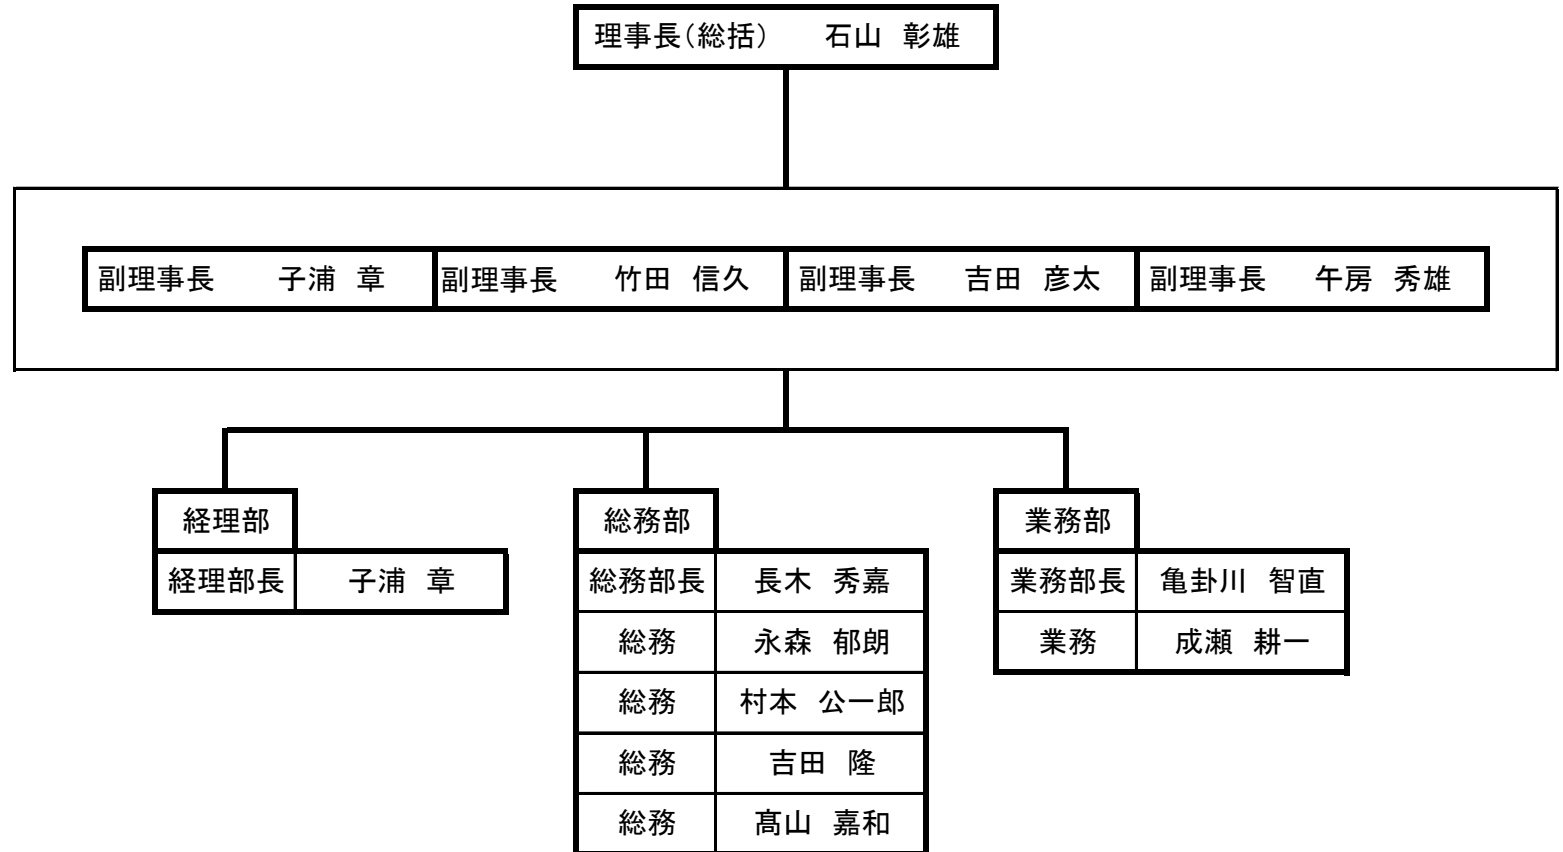 理事長（総括）　石山　彰雄
副理事長　子浦　章　副理事長　竹田　信久　副理事長　吉田　彦太　副理事長　午房　秀雄
経理部　総務部　業務部
経理部長　子浦　章　総務部長　長木　秀嘉　業務部長　亀卦川　智直
総務　永森　郁朗　業務　成瀬　耕一
総務　村本　公一郎
総務　吉田　隆
総務　髙山　嘉和